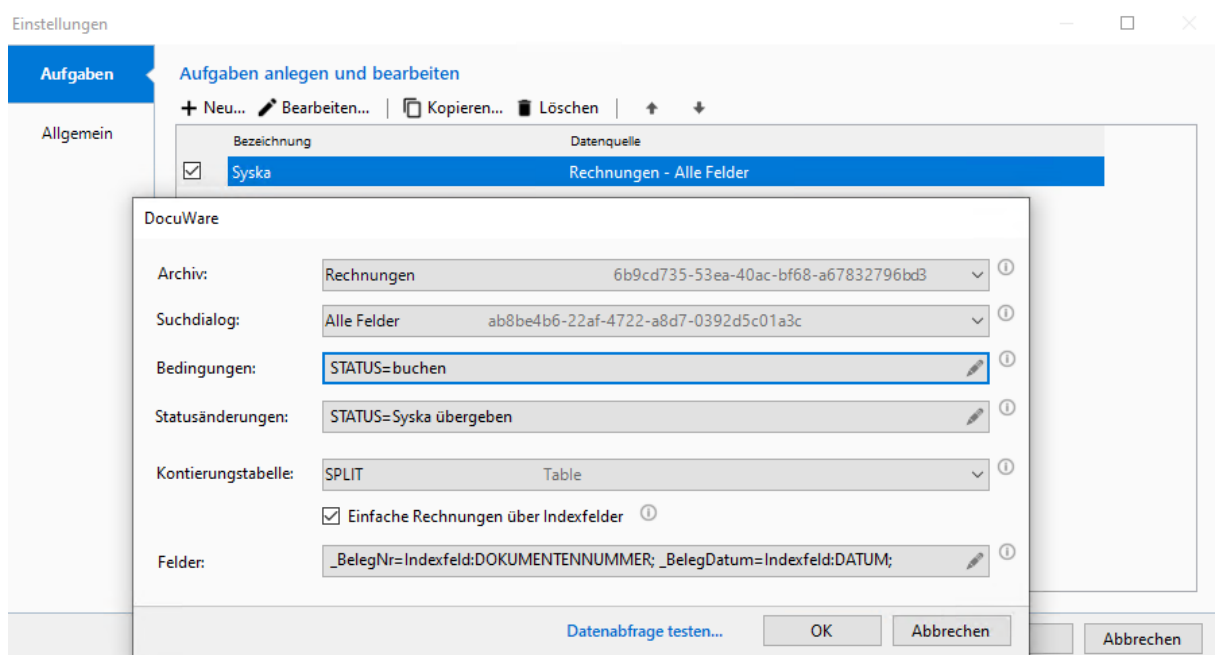 Einstellungen
Aufgaben
Aufgaben anlegen und bearbeiten
Neu... Bearbeiten... Kopieren... Löschen
Allgemein
Bezeichnung Datenquelle
Syska Rechnungen - Alle Felder
DocuWare
Archiv: Rechnungen 6b9cd735-53ea-40ac-bf68-a67832796bd3
Suchdialog: Alle Felder ab8be4b6-22af-4722-a8d7-0392d5c01a3c
Bedingungen: STATUS=buchen
Statusänderungen: STATUS=Syska übergeben
Kontierungstabelle: SPLIT Table
Einfache Rechnungen über Indexfelder
Felder: _BelegNr=Indexfeld:DOKUMENTENNUMMER; _BelegDatum=Indexfeld:DATUM;
Datenabfrage testen... OK Abbrechen
Abbrechen